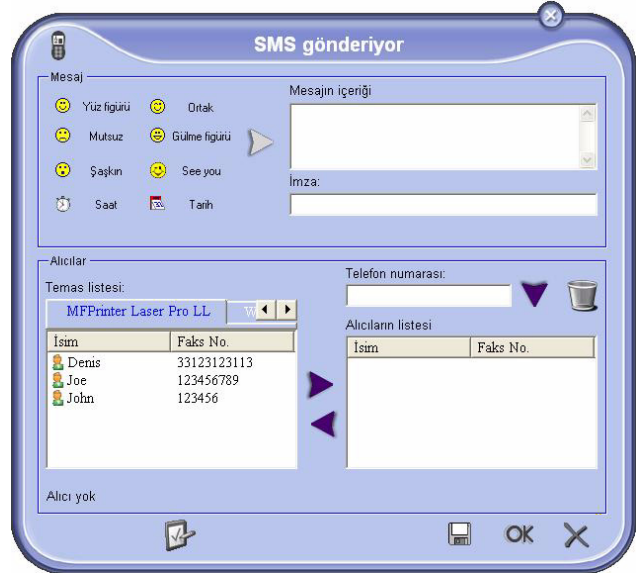 SMS gönderiyor
Mesaj
Yüz figürü Ortak
Mutsuz Gülme figürü
Şaşkın See you
Saat Tarih
Mesajın içeriği
İmza:
Alıcılar
Temas listesi:
MFPrinter Laser Pro LL W
İsim Faks No.
Denis 33123123113
Joe 123456789
John 123456
Telefon numarası:
Alıcıların listesi
İsim Faks No.
Alıcı yok
OK